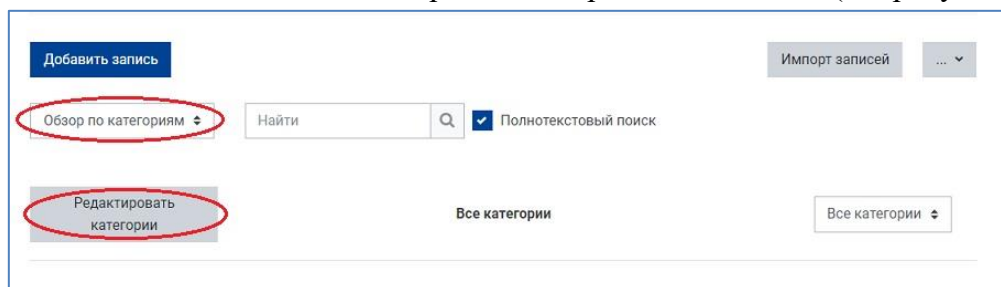 Добавить запись
Импорт записей
...
Обзор по категориям
Найти
Полнотекстовый поиск
Редактировать
категории
Все категории
Все категории